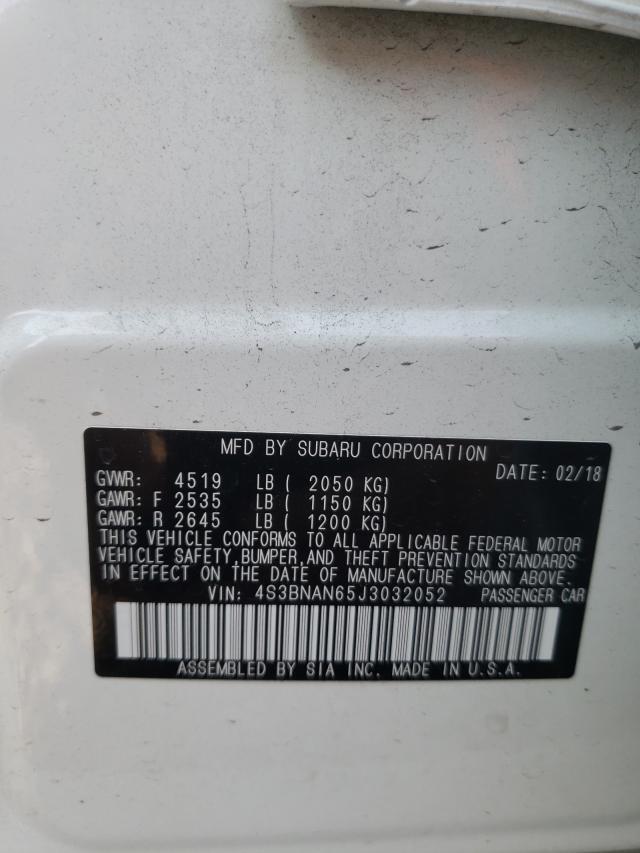 MFD BY SUBARU CORPORATION
DATE: 02/18
GVWR: 4519 LB ( 2050 KG)
GAWR: F 2535 LB ( 1150 KG)
GAWR: R 2645 LB ( 1200 KG)
THIS VEHICLE CONFORMS TO ALL APPLICABLE FEDERAL MOTOR
VEHICLE SAFETY,BUMPER,AND THEFT PREVENTION STANDARDS
IN EFFECT ON THE DATE OF MANUFACTURE SHOWN ABOVE.
VIN: 4S3BNAN65J3032052 PASSENGER CAR
ASSEMBLED BY SIA INC. MADE IN U.S.A.